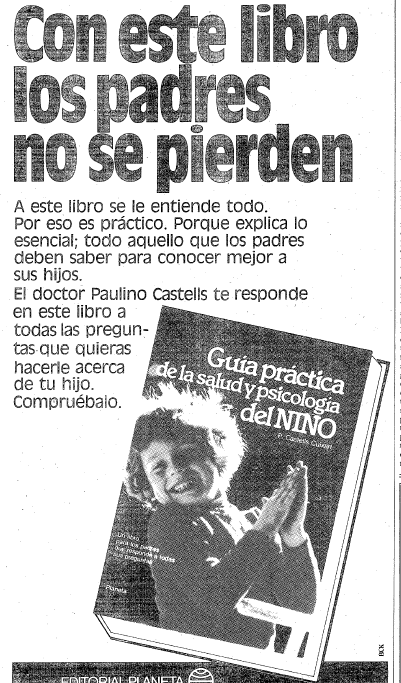 Con este libro
los padres
no se pierden
A este libro se le entiende todo.
Por eso es práctico. Porque explica lo
esencial; todo aquello que los padres
deben saber para conocer mejor a
sus hijos.
El doctor Paulino Castells te responde
en este libro a
todas las pregun-
tas que quieras
hacerle acerca
de tu hijo.
Compruébalo.
Guía práctica
de la salud y psicología
del NIÑO
P. Castells Cuixart
Un libro
para los padres
que responde a todas
sus preguntas
Planeta
BCK
EDITORIAL PLANETA